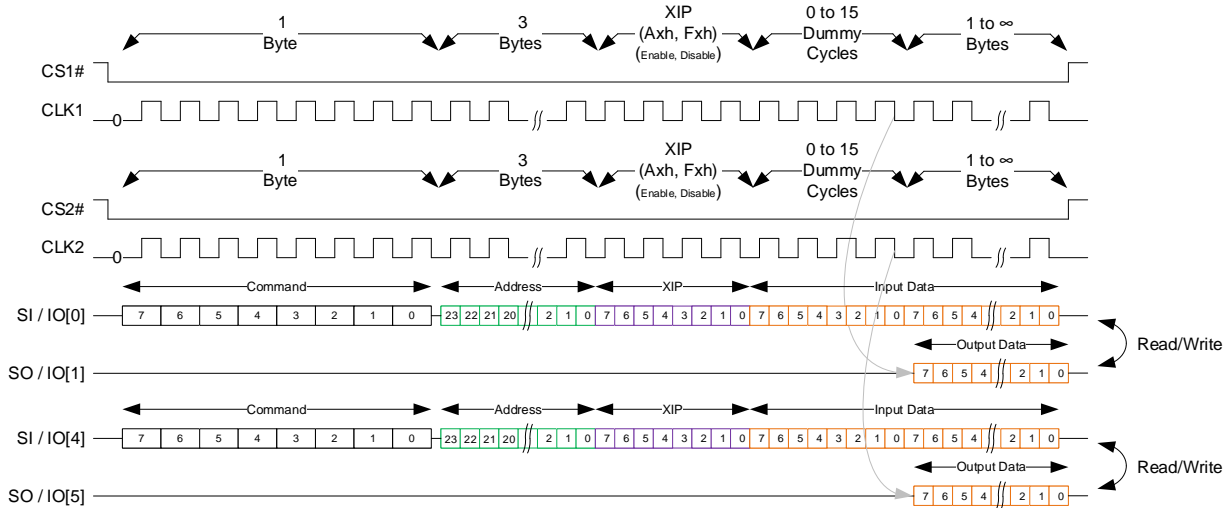 1 3 XIP 0 to 15 1 to ∞
Byte Bytes (Axh, Fxh) Dummy Bytes
(Enable, Disable) Cycles
CS1#
CLK1 0
1 3 XIP 0 to 15 1 to ∞
Byte Bytes (Axh, Fxh) Dummy Bytes
(Enable, Disable) Cycles
CS2#
CLK2 0
Command Address XIP Input Data
SI / IO[0] 7 6 5 4 3 2 1 0 23 22 21 20 2 1 0 7 6 5 4 3 2 1 0 7 6 5 4 3 2 1 0 7 6 5 4 2 1 0
Output Data Read/Write
SO / IO[1] 7 6 5 4 2 1 0
Command Address XIP Input Data
SI / IO[4] 7 6 5 4 3 2 1 0 23 22 21 20 2 1 0 7 6 5 4 3 2 1 0 7 6 5 4 3 2 1 0 7 6 5 4 2 1 0
Output Data Read/Write
SO / IO[5] 7 6 5 4 2 1 0